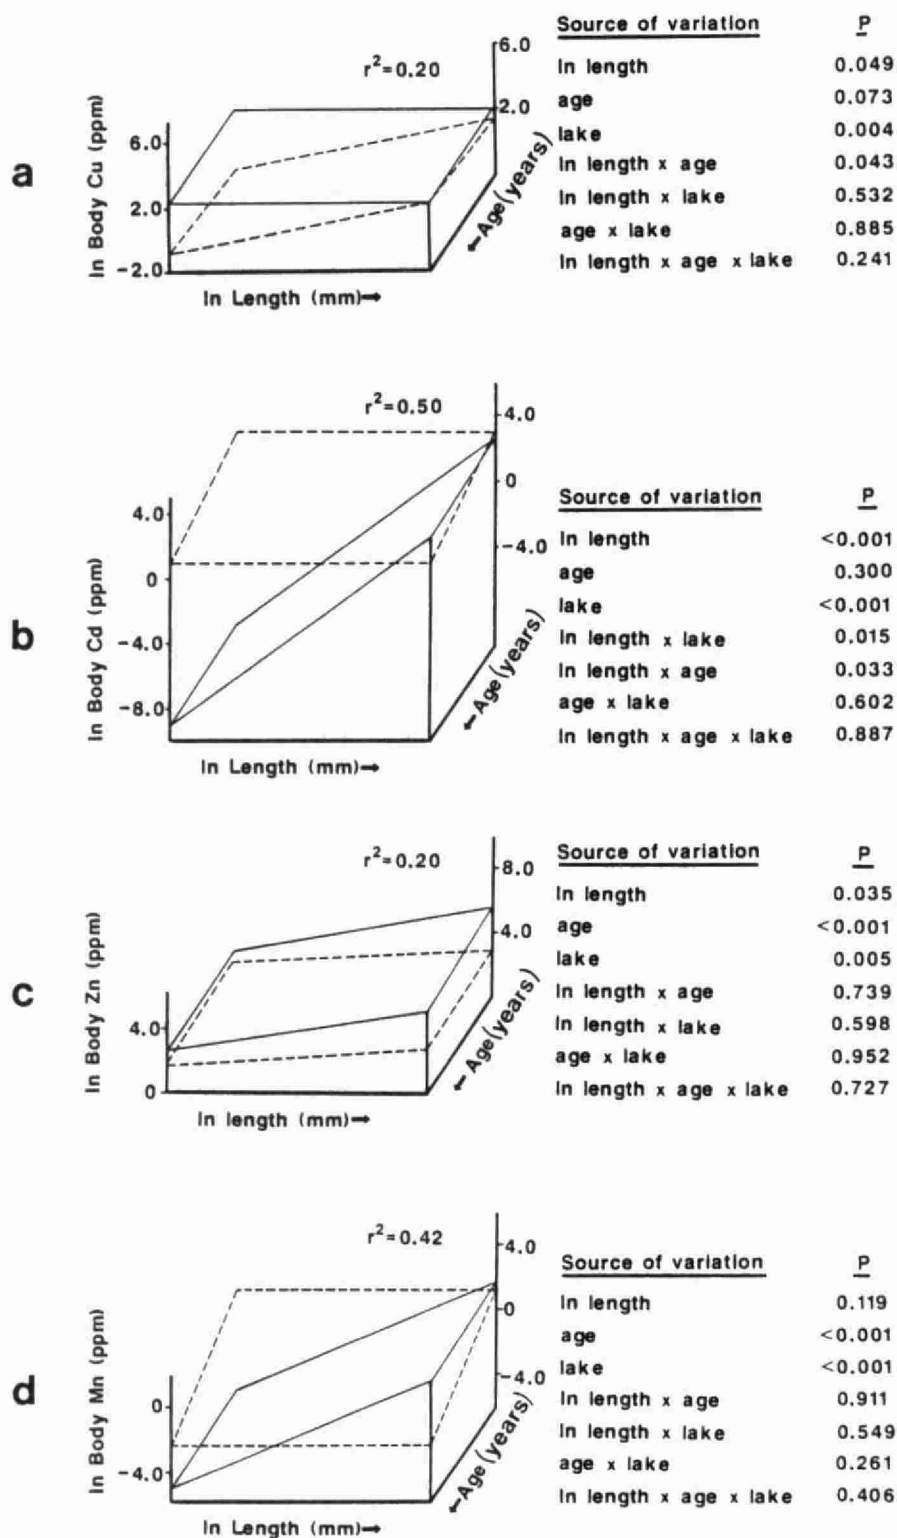 a
r²=0.20
ln Body Cu (ppm)
6.0
2.0
-2.0
6.0
2.0
←Age(years)
ln Length (mm)→
Source of variation P
ln length 0.049
age 0.073
lake 0.004
ln length x age 0.043
ln length x lake 0.532
age x lake 0.885
ln length x age x lake 0.241
b
r²=0.50
ln Body Cd (ppm)
4.0
0
-4.0
-8.0
4.0
0
-4.0
←Age(years)
ln Length (mm)→
Source of variation P
ln length <0.001
age 0.300
lake <0.001
ln length x lake 0.015
ln length x age 0.033
age x lake 0.602
ln length x age x lake 0.887
c
r²=0.20
ln Body Zn (ppm)
4.0
0
8.0
4.0
←Age(years)
ln length (mm)→
Source of variation P
ln length 0.035
age <0.001
lake 0.005
ln length x age 0.739
ln length x lake 0.598
age x lake 0.952
ln length x age x lake 0.727
d
r²=0.42
ln Body Mn (ppm)
0
-4.0
4.0
0
-4.0
←Age(years)
ln Length (mm)→
Source of variation P
ln length 0.119
age <0.001
lake <0.001
ln length x age 0.911
ln length x lake 0.549
age x lake 0.261
ln length x age x lake 0.406